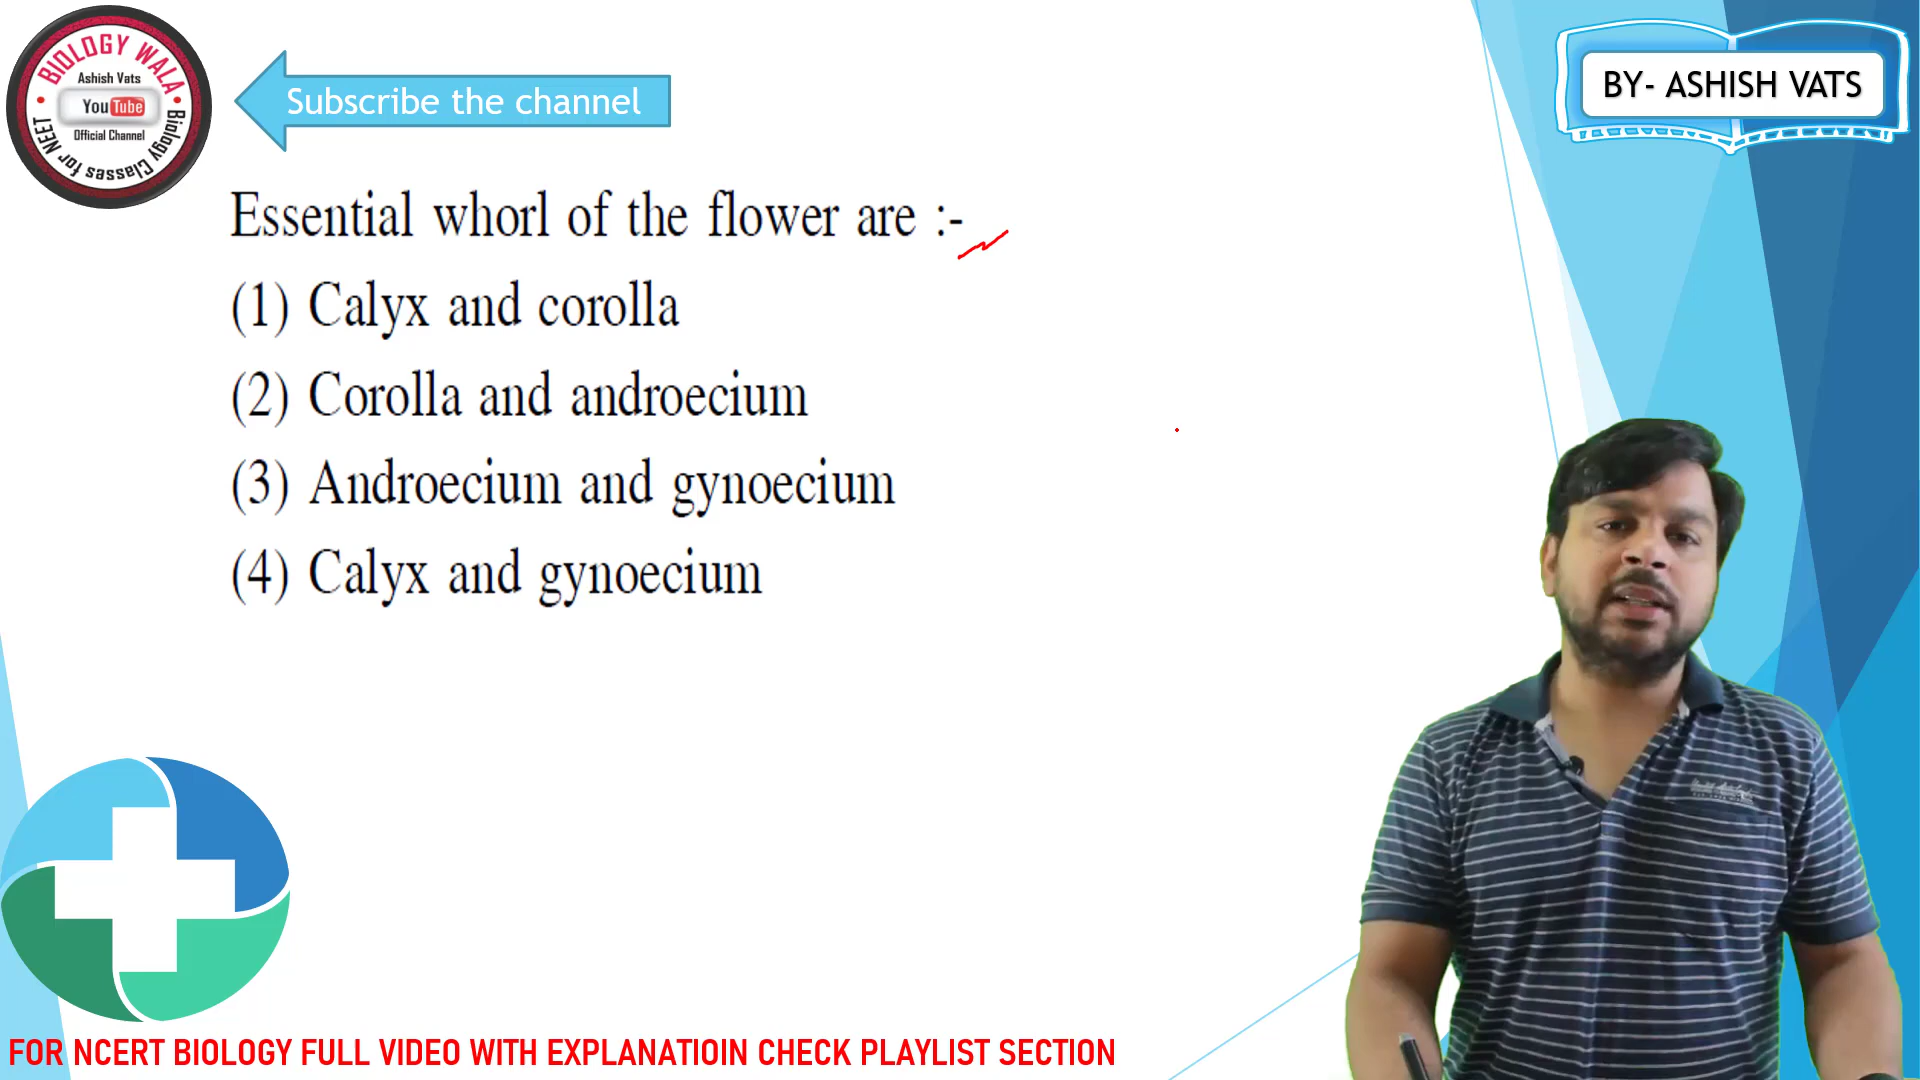 BIOLOGY WALA
Ashish Vats
YouTube
Official Channel
Biology Classes for NEET
Subscribe the channel
BY- ASHISH VATS
Essential whorl of the flower are :-
(1) Calyx and corolla
(2) Corolla and androecium
(3) Androecium and gynoecium
(4) Calyx and gynoecium
FOR NCERT BIOLOGY FULL VIDEO WITH EXPLANATIOIN CHECK PLAYLIST SECTION